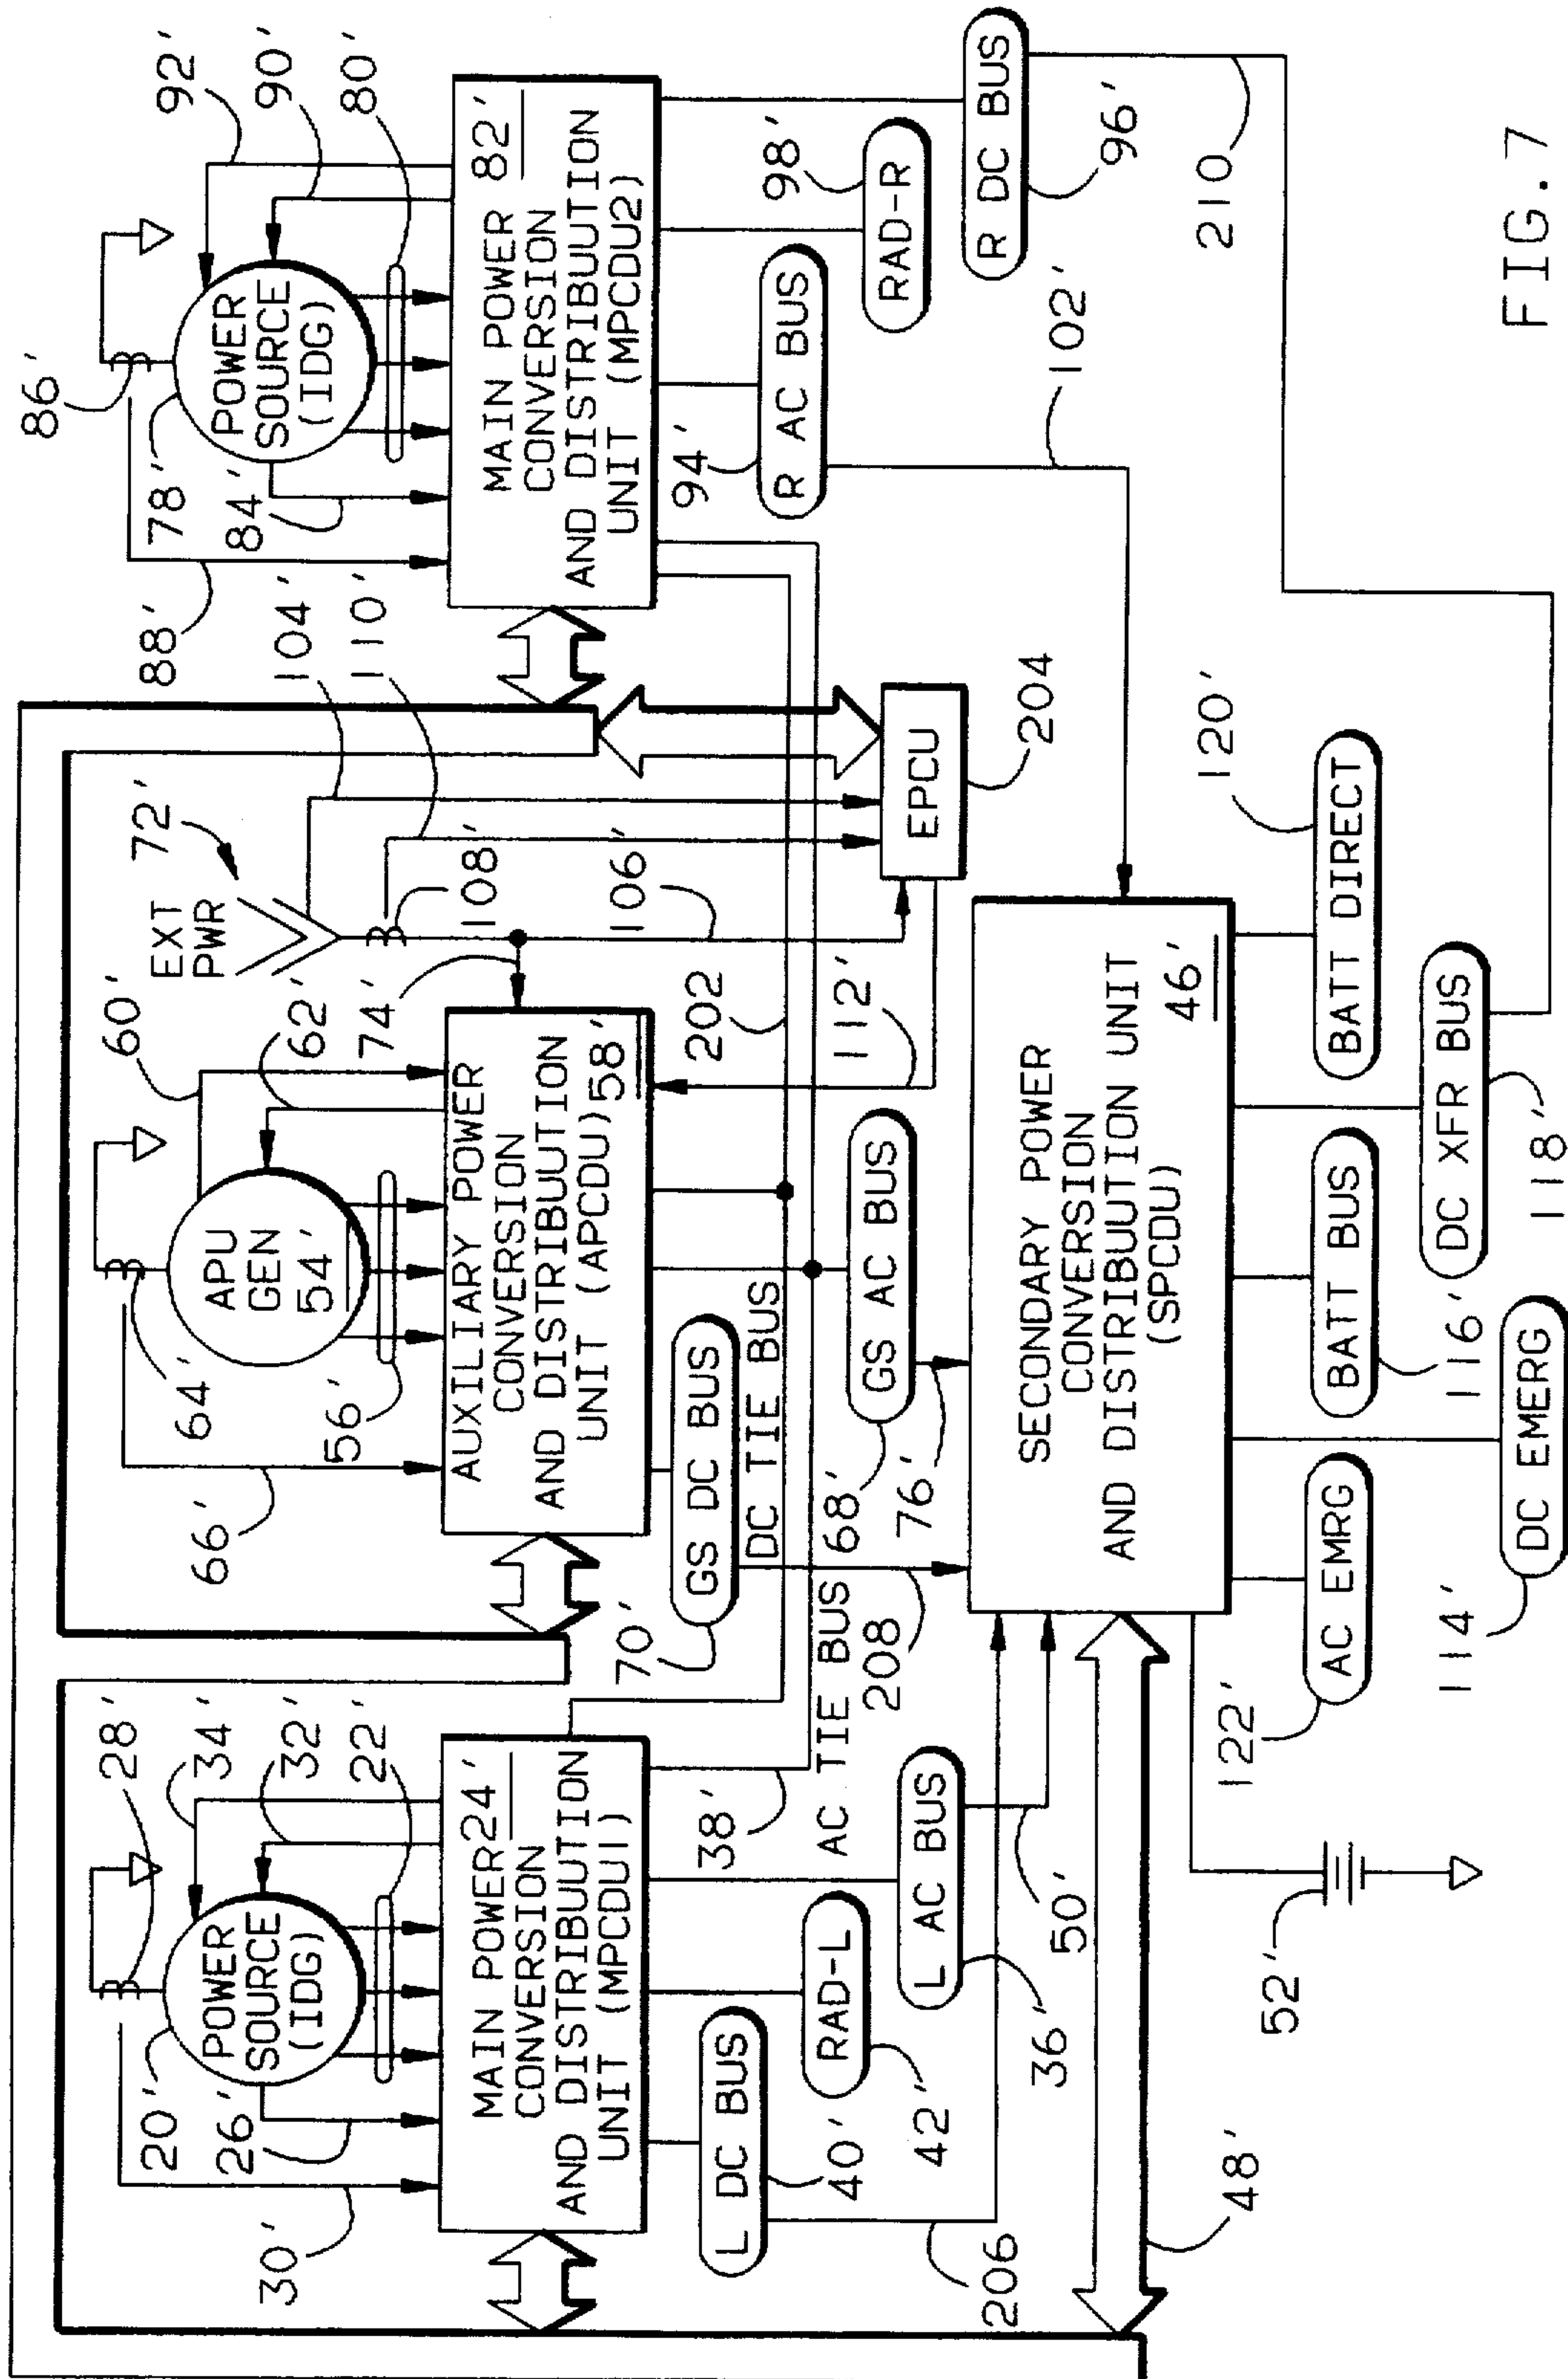 28'
34'
32'
22'
20'
26'
30'
POWER
SOURCE
(IDG)
MAIN POWER 24'
CONVERSION
AND DISTRIBUUTION
UNIT (MPCDU1)
L DC BUS
40'
RAD-L
42'
L AC BUS
36'
38'
206
50'
48'
52'
64'
66'
56'
60'
62'
APU
GEN
54'
AUXILIARY POWER
CONVERSION
AND DISTRIBUUTION
UNIT (APCDU) 58'
GS DC BUS
70'
DC TIE BUS
AC TIE BUS
GS AC BUS
68'
76'
208
202
112'
EXT
PWR
72'
74'
108'
106'
104'
110'
EPCU
204
86'
92'
90'
80'
78'
84'
88'
POWER
SOURCE
(IDG)
MAIN POWER 82'
CONVERSION
AND DISTRIBUUTION
UNIT (MPCDU2)
R AC BUS
94'
RAD-R
98'
R DC BUS
96'
102'
210
SECONDARY POWER
CONVERSION
AND DISTRIBUUTION UNIT
(SPCDU)
46'
AC EMRG
122'
DC EMERG
114'
BATT BUS
116'
DC XFR BUS
118'
BATT DIRECT
120'
FIG. 7